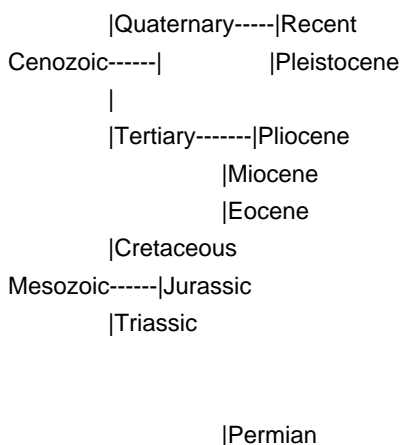 |Quaternary-----|Recent
Cenozoic------| |Pleistocene
|
|Tertiary-------|Pliocene
|Miocene
|Eocene
|Cretaceous
Mesozoic------|Jurassic
|Triassic
|Permian